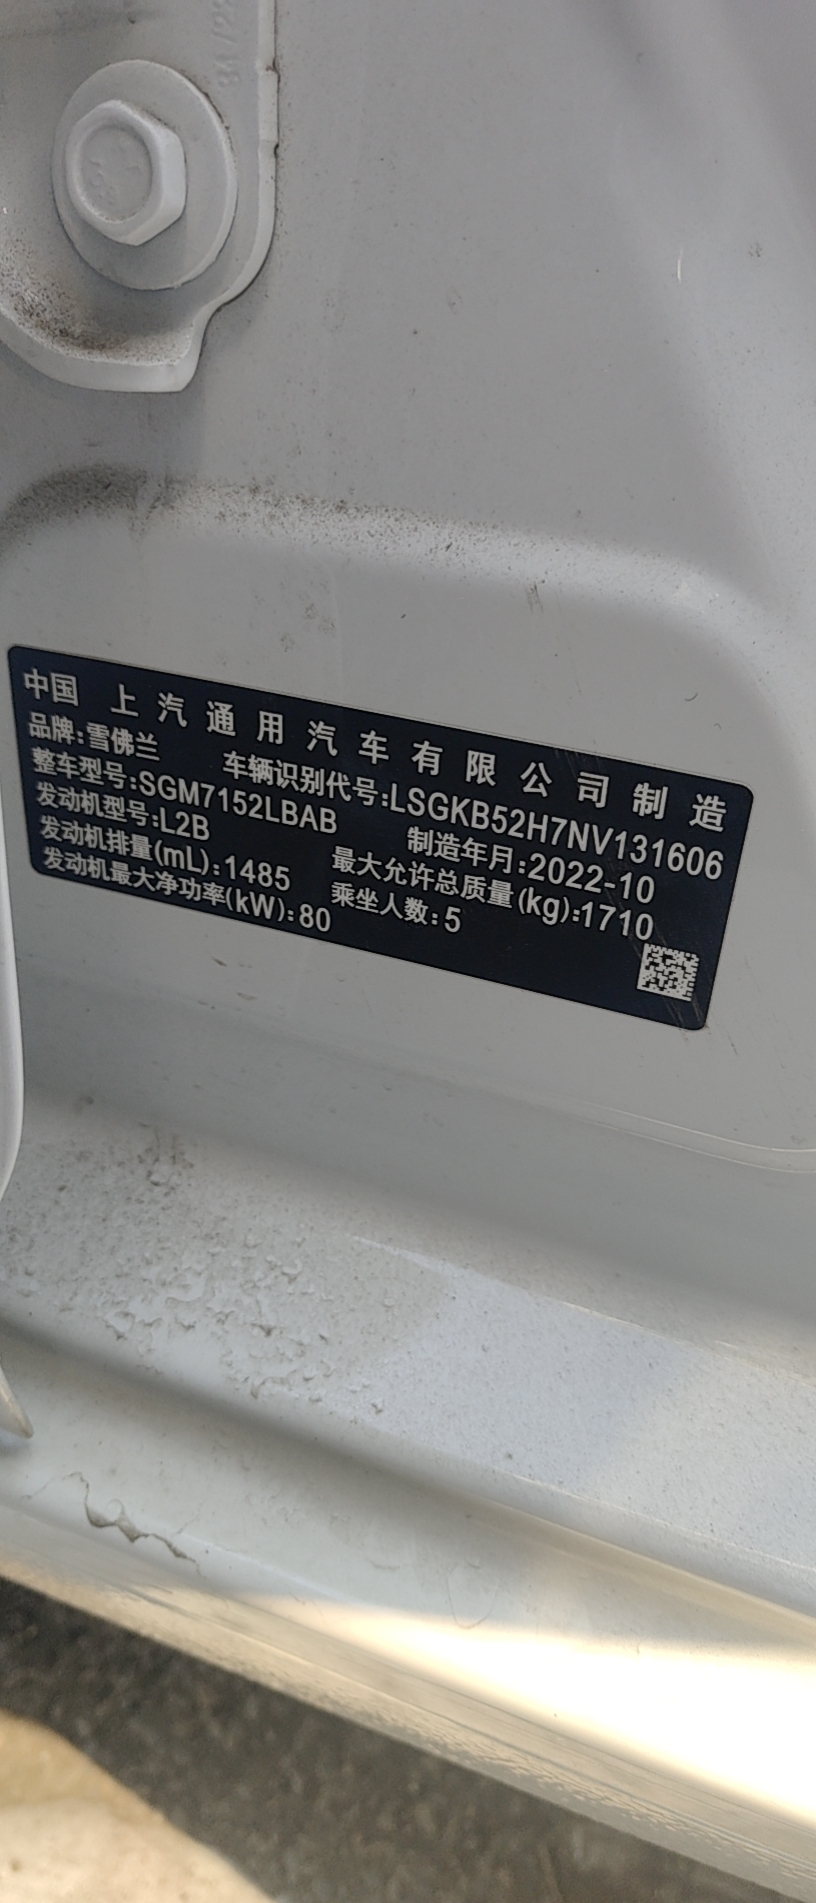 中国 上汽通用汽车有限公司制造
品牌:雪佛兰 车辆识别代号:LSGKB52H7NV131606
整车型号:SGM7152LBAB 制造年月:2022-10
发动机型号:L2B 最大允许总质量(kg):1710
发动机排量(mL):1485 乘坐人数:5
发动机最大净功率(kW):80